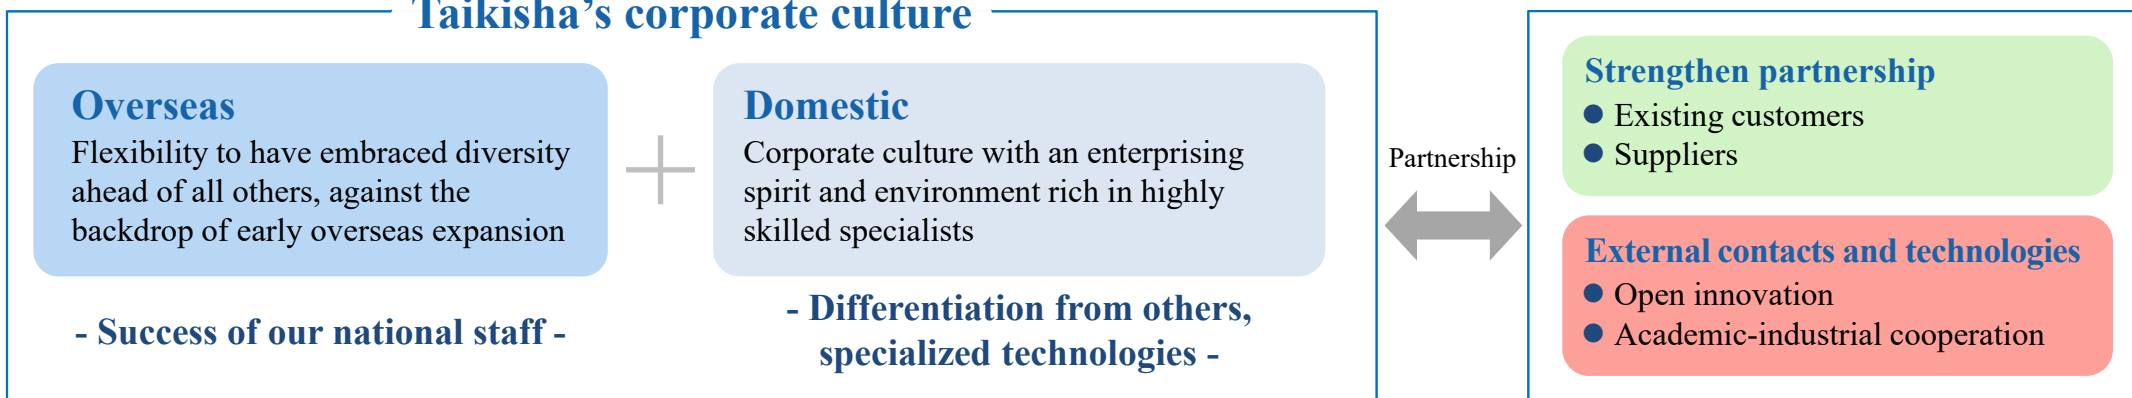 Taikisha’s corporate culture
Overseas
Flexibility to have embraced diversity
ahead of all others, against the
backdrop of early overseas expansion
- Success of our national staff -
Domestic
Corporate culture with an enterprising
spirit and environment rich in highly
skilled specialists
- Differentiation from others,
specialized technologies -
Partnership
Strengthen partnership
● Existing customers
● Suppliers
External contacts and technologies
● Open innovation
● Academic-industrial cooperation